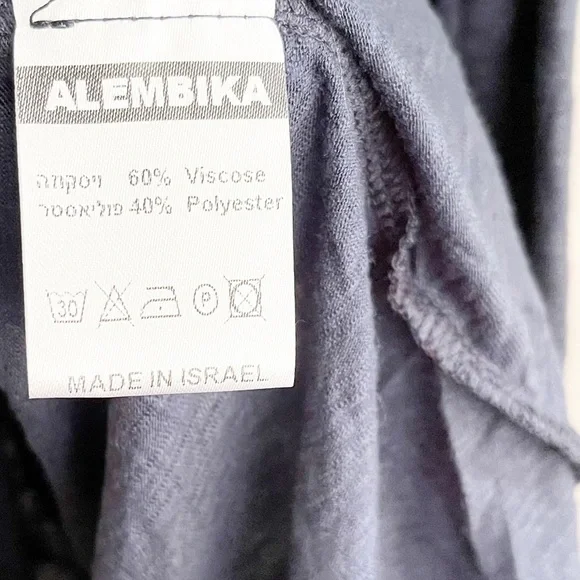 ALEMBIKA
ויסקוזה 60% Viscose
פוליאסטר 40% Polyester
30 P
MADE IN ISRAEL